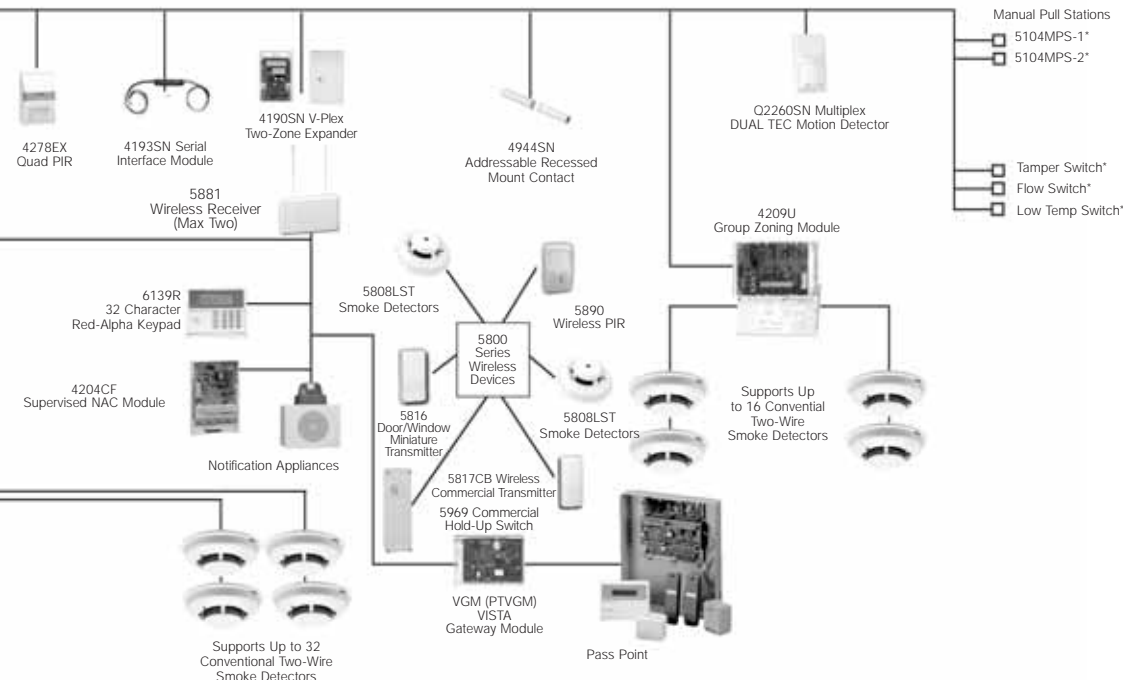 Manual Pull Stations
5104MPS-1*
5104MPS-2*
4278EX
Quad PIR
4193SN Serial
Interface Module
4190SN V-Plex
Two-Zone Expander
4944SN
Addressable Recessed
Mount Contact
Q2260SN Multiplex
DUAL TEC Motion Detector
Tamper Switch*
Flow Switch*
Low Temp Switch*
5881
Wireless Receiver
(Max Two)
4209U
Group Zoning Module
6139R
32 Character
Red-Alpha Keypad
5808LST
Smoke Detectors
5890
Wireless PIR
5800
Series
Wireless
Devices
4204CF
Supervised NAC Module
5816
Door/Window
Miniature
Transmitter
5808LST
Smoke Detectors
Supports Up
to 16 Convential
Two-Wire
Smoke Detectors
Notification Appliances
5817CB Wireless
Commercial Transmitter
5969 Commercial
Hold-Up Switch
VGM (PTVGM)
VISTA
Gateway Module
Pass Point
Supports Up to 32
Conventional Two-Wire
Smoke Detectors